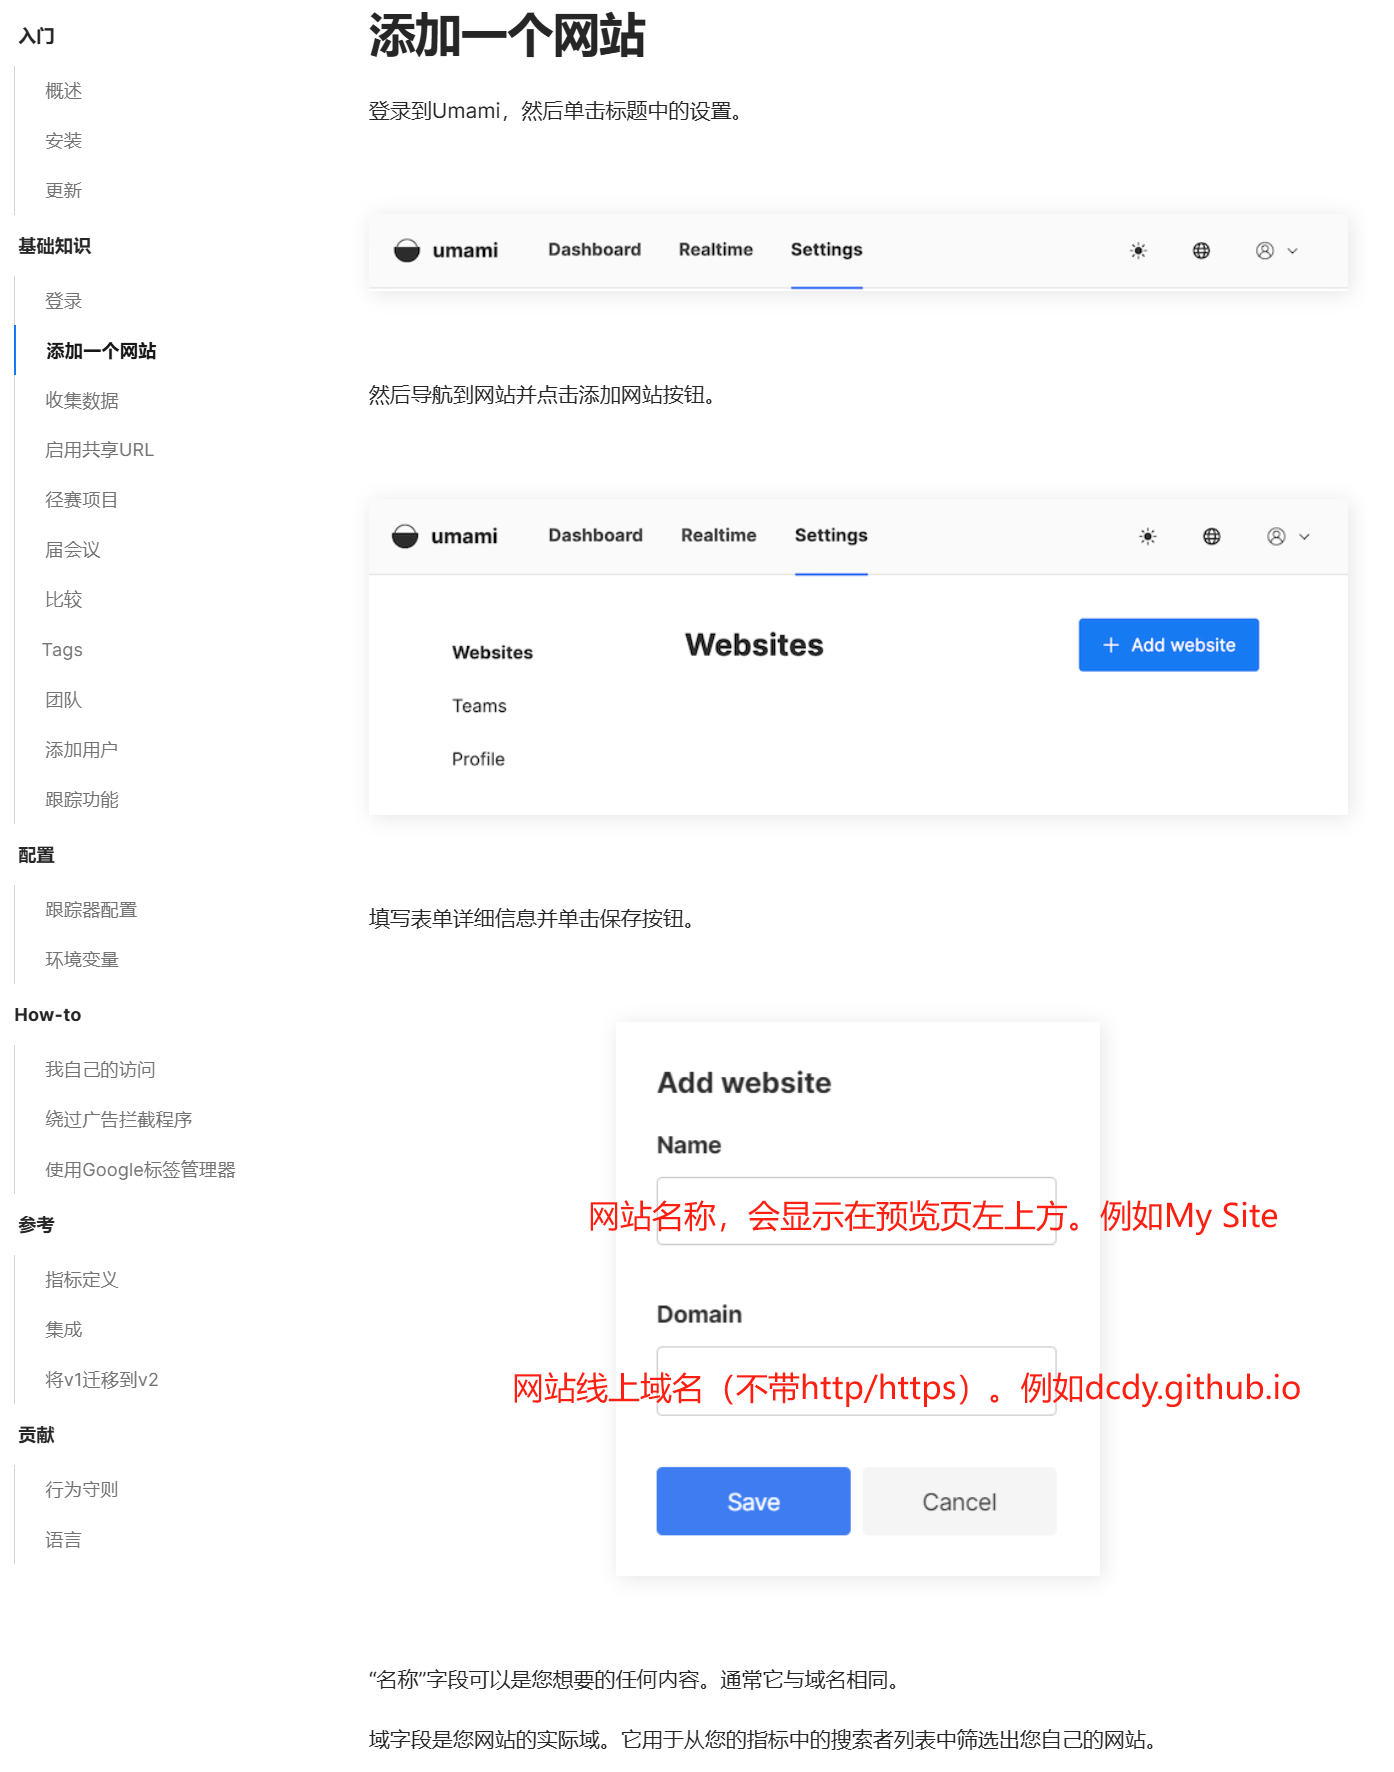 入门
概述
安装
更新
基础知识
登录
添加一个网站
收集数据
启用共享URL
径赛项目
届会议
比较
Tags
团队
添加用户
跟踪功能
配置
跟踪器配置
环境变量
How-to
我自己的访问
绕过广告拦截程序
使用Google标签管理器
参考
指标定义
集成
将v1迁移到v2
贡献
行为守则
语言
添加一个网站
登录到Umami，然后单击标题中的设置。
umami Dashboard Realtime Settings
然后导航到网站并点击添加网站按钮。
umami Dashboard Realtime Settings
Websites
Teams
Profile
Websites
+ Add website
填写表单详细信息并单击保存按钮。
Add website
Name
网站名称，会显示在预览页左上方。例如My Site
Domain
网站线上域名（不带http/https）。例如dcdy.github.io
Save Cancel
“名称”字段可以是您想要的任何内容。通常它与域名相同。
域字段是您网站的实际域。它用于从您的指标中的搜索者列表中筛选出您自己的网站。